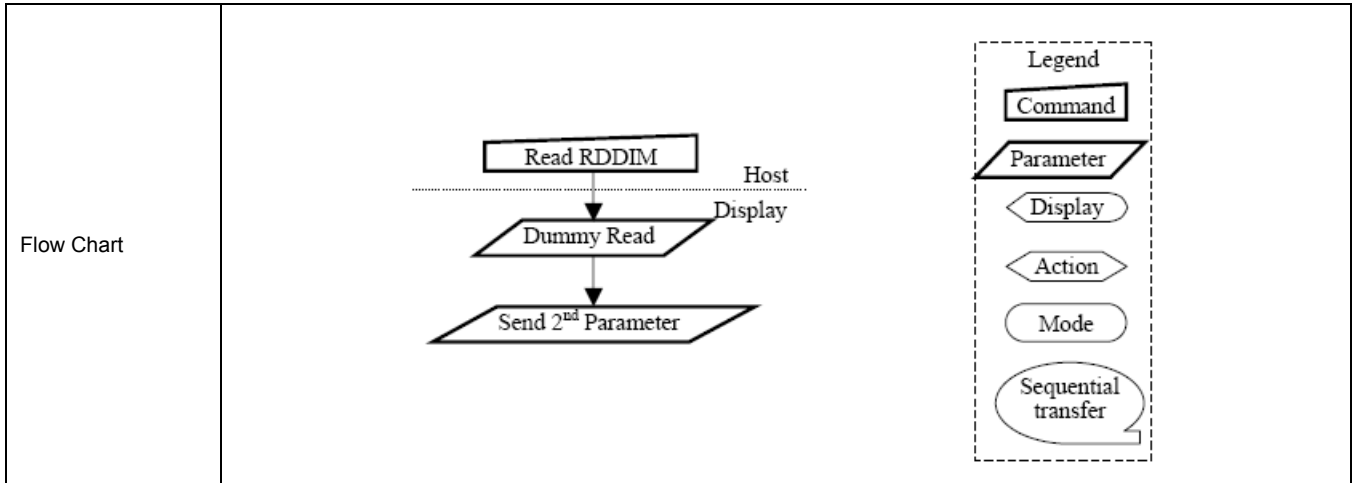 Flow Chart
Read RDDIM
Host
Display
Dummy Read
Send 2nd Parameter
Legend
Command
Parameter
Display
Action
Mode
Sequential
transfer